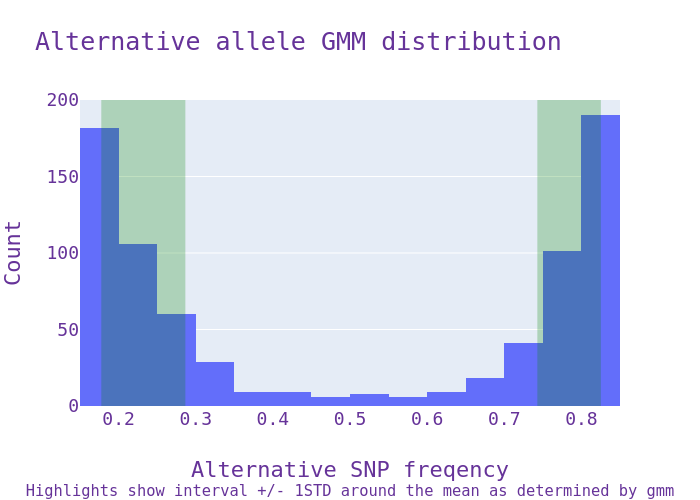 Alternative allele GMM distribution
200
150
100
50
0
Count
0.2 0.3 0.4 0.5 0.6 0.7 0.8
Alternative SNP freqency
Highlights show interval +/- 1STD around the mean as determined by gmm